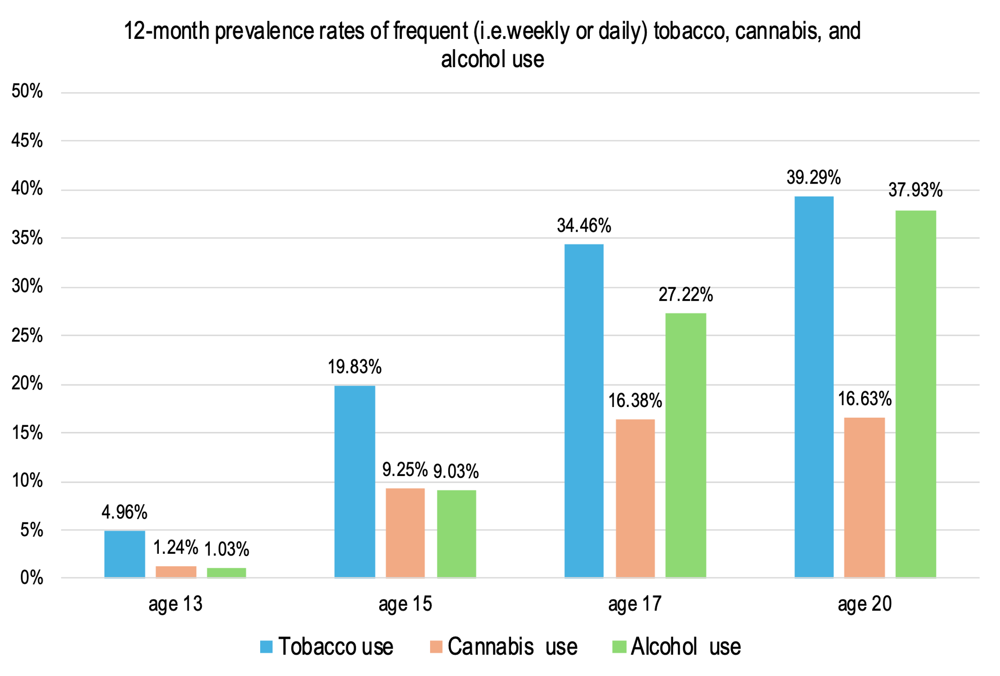 12-month prevalence rates of frequent (i.e.weekly or daily) tobacco, cannabis, and
alcohol use
50%
45%
40%
35%
30%
25%
20%
15%
10%
5%
0%
4.96%
1.24%
1.03%
19.83%
9.25%
9.03%
34.46%
16.38%
27.22%
39.29%
16.63%
37.93%
age 13
age 15
age 17
age 20
Tobacco use
Cannabis use
Alcohol use